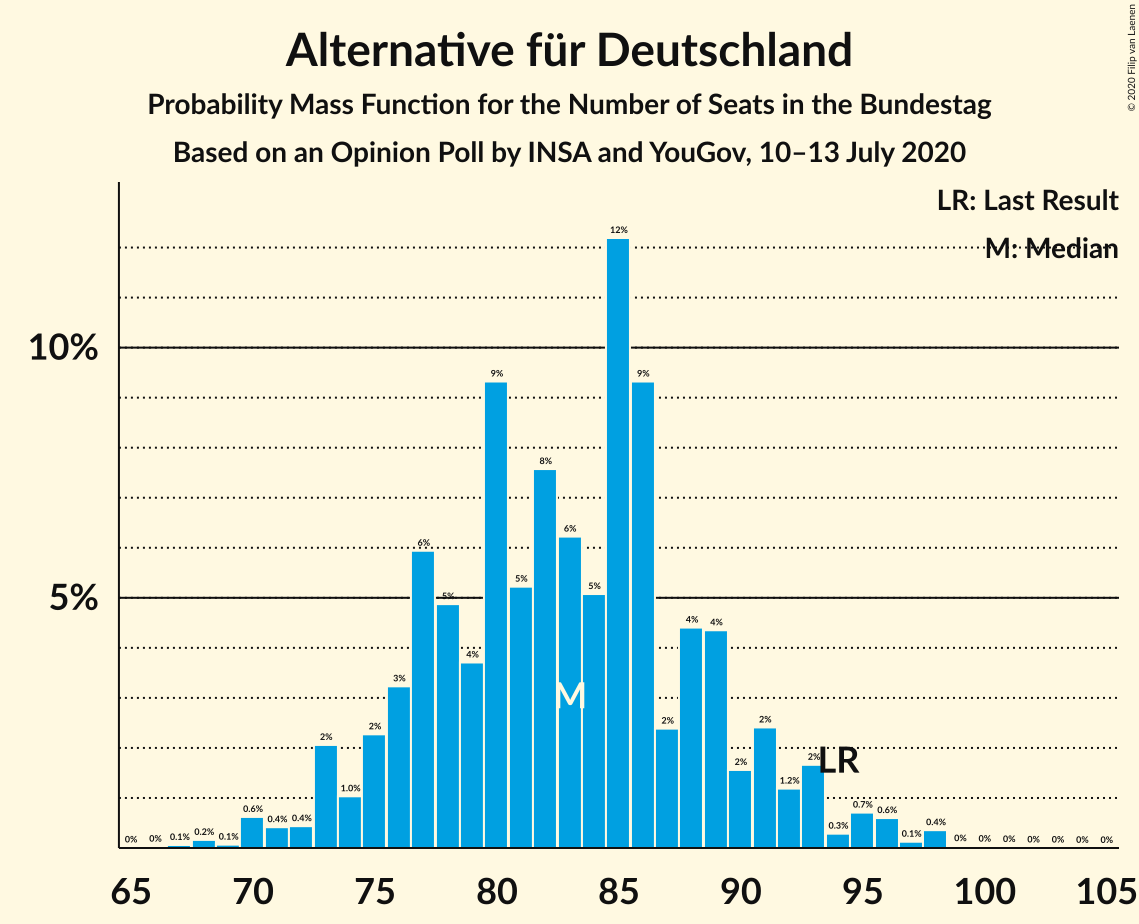 Alternative für Deutschland
Probability Mass Function for the Number of Seats in the Bundestag
Based on an Opinion Poll by INSA and YouGov, 10–13 July 2020
© 2020 Filip van Laenen
LR: Last Result
M: Median
10%
5%
0% 0% 0.1% 0.2% 0.1% 0.6% 0.4% 0.4% 2% 1.0% 2% 3% 6% 5% 4% 9% 5% 8% 6% 5% 12% 9% 2% 4% 4% 2% 2% 1.2% 2% 0.3% 0.7% 0.6% 0.1% 0.4% 0% 0% 0% 0% 0% 0% 0%
M
LR
65 70 75 80 85 90 95 100 105